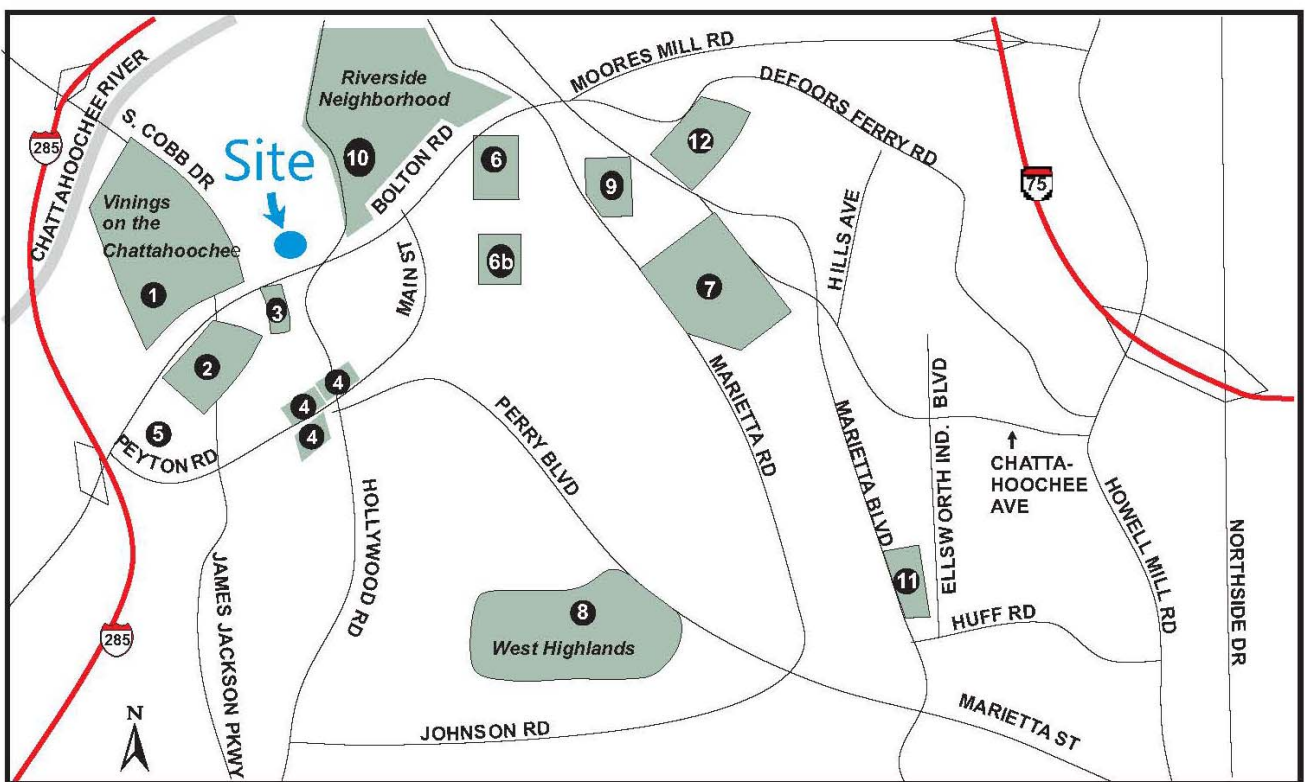 MOORES MILL RD
DEFOORS FERRY RD
CHATTAHOOCHEE RIVER
285
S. COBB DR
Riverside
Neighborhood
10
BOLTON RD
Site
Vinings
on the
Chattahoochee
1
6
6b
9
12
75
MAIN ST
HILLS AVE
3
7
2
4
4
4
5
PEYTON RD
PERRY BLVD
MARIETTA RD
MARIETTA BLVD
ELLSWORTH IND. BLVD
CHATTA-
HOOCHEE
AVE
HOWELL MILL RD
NORTHSIDE DR
HOLLYWOOD RD
JAMES JACKSON PKWY
285
8
West Highlands
11
HUFF RD
N
JOHNSON RD
MARIETTA ST